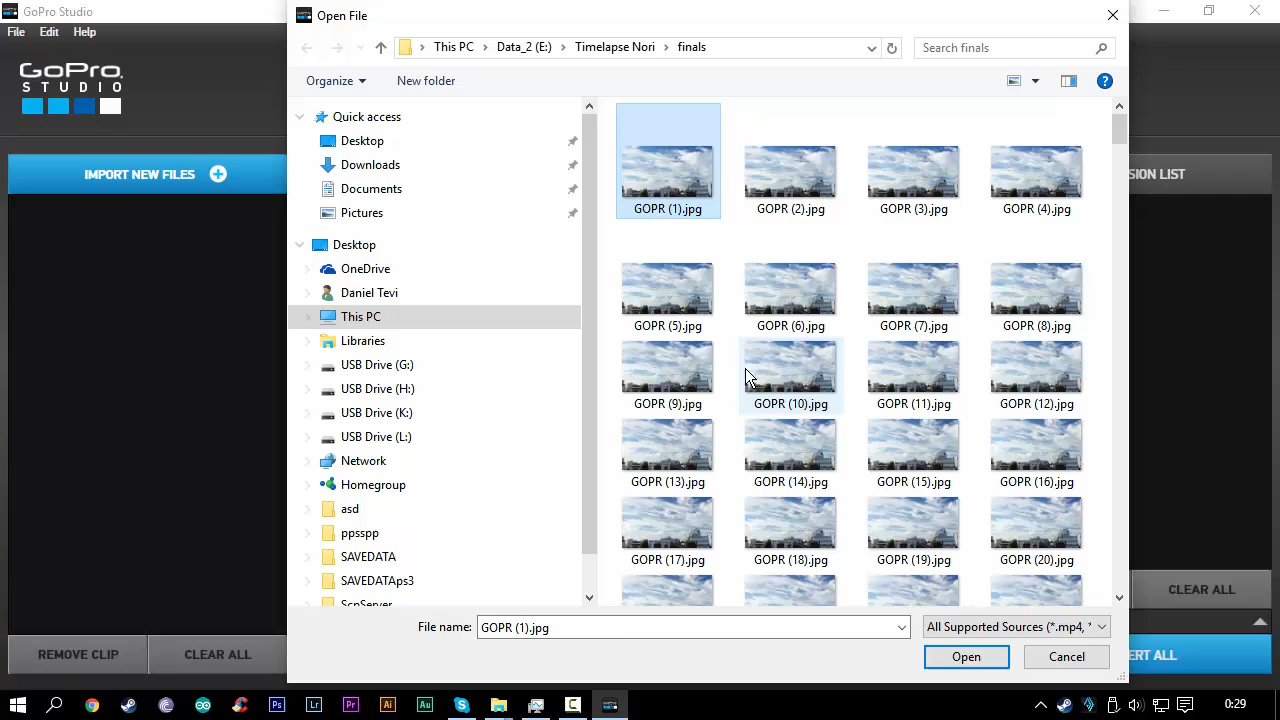 GoPro Studio
File Edit Help
GoPro
STUDIO
IMPORT NEW FILES
REMOVE CLIP
CLEAR ALL
Open File
This PC > Data_2 (E:) > Timelapse Nori > finals
Search finals
Organize
New folder
Quick access
Desktop
Downloads
Documents
Pictures
Desktop
OneDrive
Daniel Tevi
This PC
Libraries
USB Drive (G:)
USB Drive (H:)
USB Drive (K:)
USB Drive (L:)
Network
Homegroup
asd
ppsspp
SAVEDATA
SAVEDATAps3
ScpServer
GOPR (1).jpg
GOPR (2).jpg
GOPR (3).jpg
GOPR (4).jpg
GOPR (5).jpg
GOPR (6).jpg
GOPR (7).jpg
GOPR (8).jpg
GOPR (9).jpg
GOPR (10).jpg
GOPR (11).jpg
GOPR (12).jpg
GOPR (13).jpg
GOPR (14).jpg
GOPR (15).jpg
GOPR (16).jpg
GOPR (17).jpg
GOPR (18).jpg
GOPR (19).jpg
GOPR (20).jpg
File name: GOPR (1).jpg
All Supported Sources (*.mp4, *
Open
Cancel
SION LIST
CLEAR ALL
ERT ALL
Ps
Lr
Pr
Ai
Au
0:29